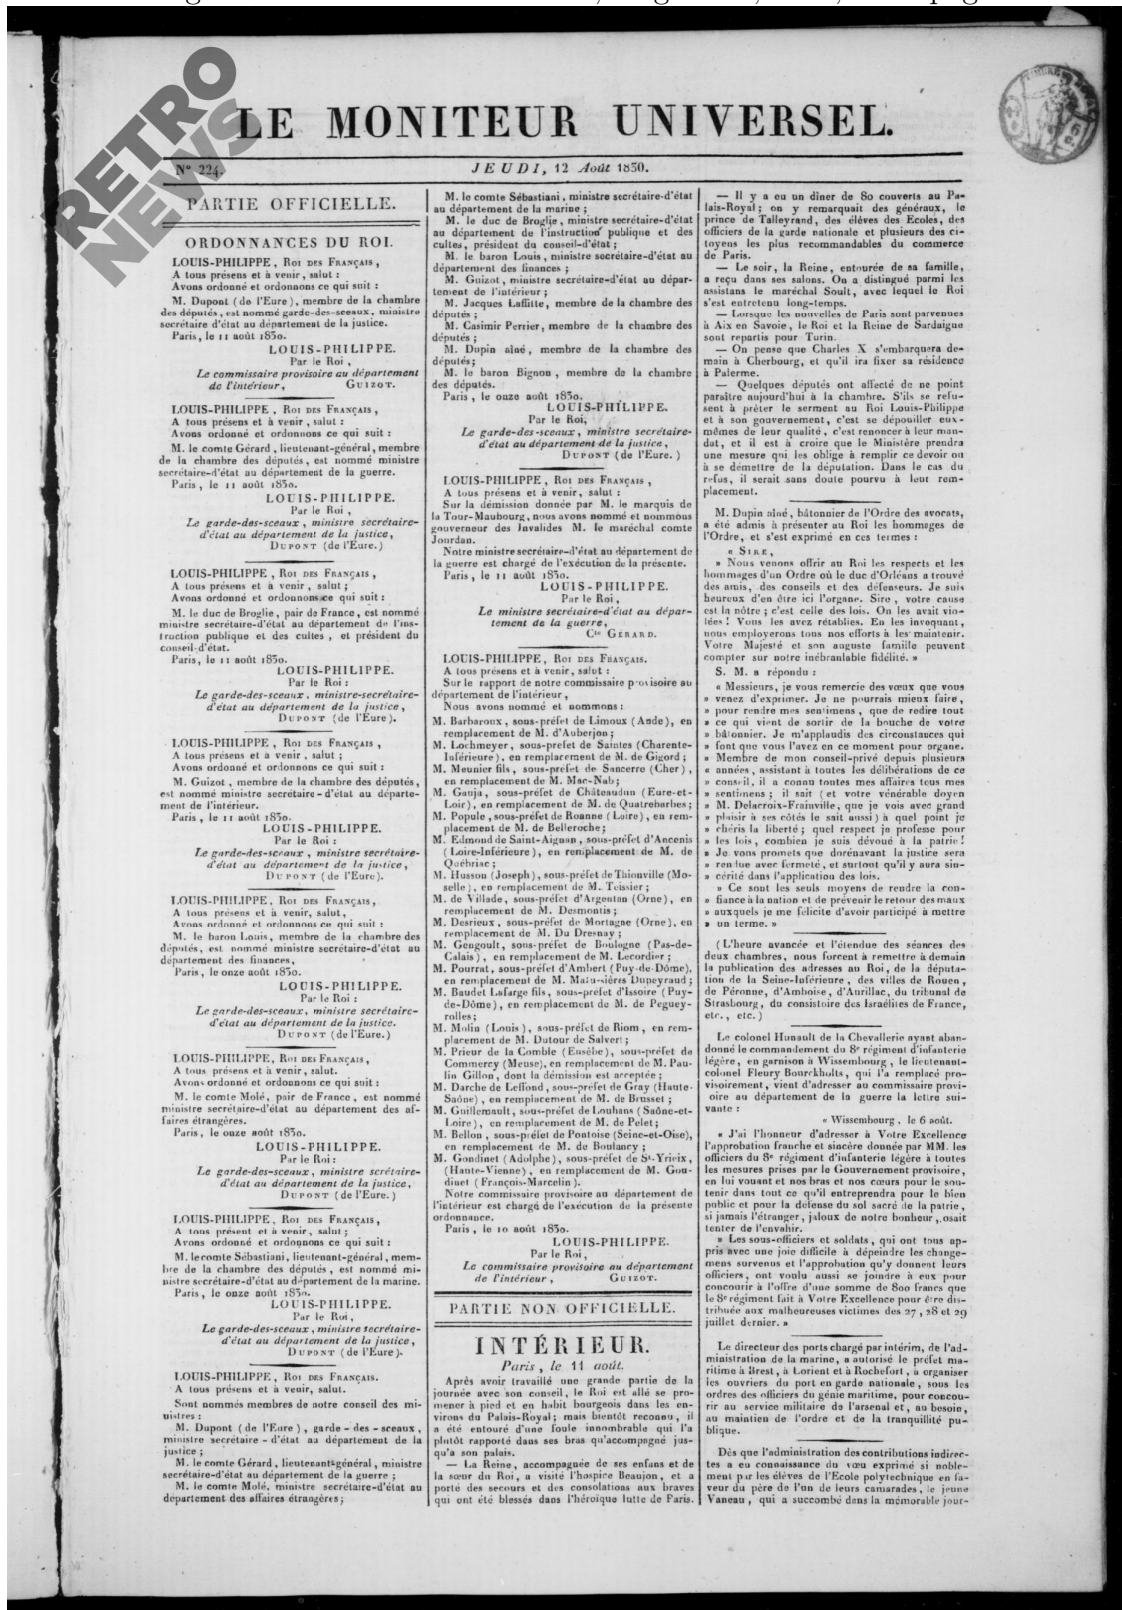 RETRO
NEWS
LE MONITEUR UNIVERSEL.
N° 224.
JEUDI, 12 Août 1830.
PARTIE OFFICIELLE.
ORDONNANCES DU ROI.
LOUIS-PHILIPPE, ROI DES FRANÇAIS,
A tous présens et à venir, salut :
Avons ordonné et ordonnons ce qui suit :
M. Dupont (de l'Eure), membre de la chambre
des députés, est nommé garde-des-sceaux, ministre
secrétaire d'état au département de la justice.
Paris, le 11 août 1830.
LOUIS-PHILIPPE.
Par le Roi,
Le commissaire provisoire au département
de l'intérieur, GUIZOT.
LOUIS-PHILIPPE, ROI DES FRANÇAIS,
A tous présens et à venir, salut :
Avons ordonné et ordonnons ce qui suit :
M. le comte Gérard, lieutenant-général, membre
de la chambre des députés, est nommé ministre
secrétaire-d'état au département de la guerre.
Paris, le 11 août 1830.
LOUIS-PHILIPPE.
Par le Roi,
Le garde-des-sceaux, ministre secrétaire-
d'état au département de la justice,
DUPONT (de l'Eure.)
LOUIS-PHILIPPE, ROI DES FRANÇAIS,
A tous présens et à venir, salut ;
Avons ordonné et ordonnons ce qui suit :
M. le duc de Broglie, pair de France, est nommé
ministre secrétaire-d'état au département de l'ins-
truction publique et des cultes, et président du
conseil-d'état.
Paris, le 11 août 1830.
LOUIS-PHILIPPE.
Par le Roi :
Le garde-des-sceaux, ministre-secrétaire-
d'état au département de la justice,
DUPONT (de l'Eure).
LOUIS-PHILIPPE, ROI DES FRANÇAIS,
A tous présens et à venir, salut ;
Avons ordonné et ordonnons ce qui suit :
M. Guizot, membre de la chambre des députés,
est nommé ministre secrétaire-d'état au départe-
ment de l'intérieur.
Paris, le 11 août 1830.
LOUIS-PHILIPPE.
Par le Roi :
Le garde-des-sceaux, ministre secrétaire-
d'état au département de la justice,
DUPONT (de l'Eure).
LOUIS-PHILIPPE, ROI DES FRANÇAIS,
A tous présens et à venir, salut,
Avons ordonné et ordonnons ce qui suit :
M. le baron Louis, membre de la chambre des
députés, est nommé ministre secrétaire-d'état au
département des finances,
Paris, le onze août 1830.
LOUIS-PHILIPPE.
Par le Roi :
Le garde-des-sceaux, ministre secrétaire-
d'état au département de la justice.
DUPONT (de l'Eure.)
LOUIS-PHILIPPE, ROI DES FRANÇAIS,
A tous présens et à venir, salut.
Avons ordonné et ordonnons ce qui suit :
M. le comte Molé, pair de France, est nommé
ministre secrétaire-d'état au département des af-
faires étrangères.
Paris, le onze août 1830.
LOUIS-PHILIPPE.
Par le Roi :
Le garde-des-sceaux, ministre secrétaire-
d'état au département de la justice,
DUPONT (de l'Eure.)
LOUIS-PHILIPPE, ROI DES FRANÇAIS,
A tous présent et à venir, salut ;
Avons ordonné et ordonnons ce qui suit :
M. le comte Sébastiani, lieutenant-général, mem-
bre de la chambre des députés, est nommé mi-
nistre secrétaire-d'état au département de la marine.
Paris, le onze août 1830.
LOUIS-PHILIPPE.
Par le Roi,
Le garde-des-sceaux, ministre secrétaire-
d'état au département de la justice,
DUPONT (de l'Eure).
LOUIS-PHILIPPE, ROI DES FRANÇAIS.
A tous présens et à venir, salut.
Sont nommés membres de notre conseil des mi-
nistres :
M. Dupont (de l'Eure), garde-des-sceaux,
ministre secrétaire-d'état au département de la
justice ;
M. le comte Gérard, lieutenant-général, ministre
secrétaire-d'état au département de la guerre ;
M. le comte Molé, ministre secrétaire-d'état au
département des affaires étrangères;
M. le comte Sébastiani, ministre secrétaire-d'état
au département de la marine ;
M. le duc de Broglie, ministre secrétaire-d'état
au département de l'instruction publique et des
cultes, président du conseil-d'état ;
M. le baron Louis, ministre secrétaire-d'état au
département des finances ;
M. Guizot, ministre secrétaire-d'état au dépar-
tement de l'intérieur ;
M. Jacques Laffitte, membre de la chambre des
députés ;
M. Casimir Perrier, membre de la chambre des
députés ;
M. Dupin aîné, membre de la chambre des
députés;
M. le baron Bignon, membre de la chambre
des députés.
Paris, le onze août 1830.
LOUIS-PHILIPPE.
Par le Roi,
Le garde-des-sceaux, ministre secrétaire-
d'état au département de la justice,
DUPONT (de l'Eure. )
LOUIS-PHILIPPE, ROI DES FRANÇAIS,
A tous présens et à venir, salut :
Sur la démission donnée par M. le marquis de
la Tour-Maubourg, nous avons nommé et nommons
gouverneur des Invalides M. le maréchal comte
Jourdan.
Notre ministre secrétaire-d'état au département de
la guerre est chargé de l'exécution de la présente.
Paris, le 11 août 1830.
LOUIS-PHILIPPE.
Par le Roi,
Le ministre secrétaire-d'état au dépar-
tement de la guerre,
Cte GÉRARD.
LOUIS-PHILIPPE, ROI DES FRANÇAIS.
A tous présens et à venir, salut :
Sur le rapport de notre commissaire provisoire au
département de l'intérieur,
Nous avons nommé et nommons :
M. Barbaroux, sous-préfet de Limoux (Aude), en
remplacement de M. d'Auberjon ;
M. Lochmeyer, sous-préfet de Saintes (Charente-
Inférieure), en remplacement de M. de Gigord ;
M. Meunier fils, sous-préfet de Sancerre (Cher),
en remplacement de M. Mac-Nab ;
M. Gauja, sous-préfet de Châteaudun (Eure-et-
Loir), en remplacement de M. de Quatrebarbes ;
M. Popule, sous-préfet de Roanne (Loire), en rem-
placement de M. de Belleroche;
M. Edmond de Saint-Aignan, sous-préfet d'Ancenis
(Loire-Inférieure), en remplacement de M. de
Québriac ;
M. Husson (Joseph), sous-préfet de Thionville (Mo-
selle), en remplacement de M. Teissier ;
M. de Villade, sous-préfet d'Argentan (Orne), en
remplacement de M. Desmontis ;
M. Desrieux, sous-préfet de Mortagne (Orne), en
remplacement de M. Du Dresnay ;
M. Gengoult, sous-préfet de Boulogne (Pas-de-
Calais), en remplacement de M. Lecordier ;
M. Pourrat, sous-préfet d'Ambert (Puy-de-Dôme),
en remplacement de M. Dupeyraud ;
M. Baudet Lafarge fils, sous-préfet d'Issoire (Puy-
de-Dôme), en remplacement de M. de Peguey-
rolles ;
M. Molin (Louis), sous-préfet de Riom, en rem-
placement de M. Dutour de Salvert ;
M. Prieur de la Comble (Eusèbe), sous-préfet de
Commercy (Meuse), en remplacement de M. Pau-
lin Gillon, dont la démission est acceptée ;
M. Darche de Leffond, sous-préfet de Gray (Haute-
Saône), en remplacement de M. de Brusset ;
M. Guillemault, sous-préfet de Louhans (Saône-et-
Loire), en remplacement de M. de Pelet ;
M. Bellon, sous-préfet de Pontoise (Seine-et-Oise),
en remplacement de M. de Boulancy ;
M. Gondinet (Adolphe), sous-préfet de St-Yrieix,
(Haute-Vienne), en remplacement de M. Gon-
dinet (François-Marcelin).
Notre commissaire provisoire au département de
l'intérieur est chargé de l'exécution de la présente
ordonnance.
Paris, le 10 août 1830.
LOUIS-PHILIPPE.
Par le Roi,
Le commissaire provisoire au département
de l'intérieur, GUIZOT.
PARTIE NON OFFICIELLE.
INTÉRIEUR.
Paris, le 11 août.
Après avoir travaillé une grande partie de la
journée avec son conseil, le Roi est allé se pro-
mener à pied et en habit bourgeois dans les en-
virons du Palais-Royal; mais bientôt reconnu, il
a été entouré d'une foule innombrable qui l'a
plutôt rapporté dans ses bras qu'accompagné jus-
qu'à son palais.
— La Reine, accompagnée de ses enfans et de
la sœur du Roi, a visité l'hospice Beaujon, et a
porté des secours et des consolations aux braves
qui ont été blessés dans l'héroïque lutte de Paris.
— Il y a eu un dîner de 80 couverts au Pa-
lais-Royal ; on y remarquait des généraux, le
prince de Talleyrand, des élèves des Ecoles, des
officiers de la garde nationale et plusieurs des ci-
toyens les plus recommandables du commerce
de Paris.
— Le soir, la Reine, entourée de sa famille,
a reçu dans ses salons. On a distingué parmi les
assistans le maréchal Soult, avec lequel le Roi
s'est entretenu long-temps.
— Lorsque les nouvelles de Paris sont parvenues
à Aix en Savoie, le Roi et la Reine de Sardaigne
sont repartis pour Turin.
— On pense que Charles X s'embarquera de-
main à Cherbourg, et qu'il ira fixer sa résidence
à Palerme.
— Quelques députés ont affecté de ne point
paraître aujourd'hui à la chambre. S'ils se refu-
sent à prêter le serment au Roi Louis-Philippe
et à son gouvernement, c'est se dépouiller eux-
mêmes de leur qualité, c'est renoncer à leur man-
dat, et il est à croire que le Ministère prendra
une mesure qui les oblige à remplir ce devoir ou
à se démettre de la députation. Dans le cas du
refus, il serait sans doute pourvu à leur rem-
placement.
M. Dupin aîné, bâtonnier de l'Ordre des avocats,
a été admis à présenter au Roi les hommages de
l'Ordre, et s'est exprimé en ces termes :
« SIRE,
» Nous venons offrir au Roi les respects et les
hommages d'un Ordre où le duc d'Orléans a trouvé
des amis, des conseils et des défenseurs. Je suis
heureux d'en être ici l'organe. Sire, votre cause
est la nôtre ; c'est celle des lois. On les avait vio-
lées ! Vous les avez rétablies. En les invoquant,
nous employerons tous nos efforts à les maintenir.
Votre Majesté et son auguste famille peuvent
compter sur notre inébranlable fidélité. »
S. M. a répondu :
« Messieurs, je vous remercie des vœux que vous
» venez d'exprimer. Je ne pourrais mieux faire,
» pour rendre mes sentimens, que de redire tout
» ce qui vient de sortir de la bouche de votre
» bâtonnier. Je m'applaudis des circonstances qui
» font que vous l'avez en ce moment pour organe.
» Membre de mon conseil-privé depuis plusieurs
» années, assistant à toutes les délibérations de ce
» conseil, il a connu toutes mes affaires tous mes
» sentimens ; il sait (et votre vénérable doyen
» M. Delacroix-Frainville, que je vois avec grand
» plaisir à ses côtés le sait aussi) à quel point je
» chéris la liberté ; quel respect je professe pour
» les lois, combien je suis dévoué à la patrie !
» Je vous promets que dorénavant la justice sera
» rendue avec fermeté, et surtout qu'il y aura sin-
» cérité dans l'application des lois.
» Ce sont les seuls moyens de rendre la con-
» fiance à la nation et de prévenir le retour des maux
» auxquels je me félicite d'avoir participé à mettre
» un terme. »
(L'heure avancée et l'étendue des séances des
deux chambres, nous forcent à remettre à demain
la publication des adresses au Roi, de la députa-
tion de la Seine-Inférieure, des villes de Rouen,
de Péronne, d'Amboise, d'Aurillac, du tribunal de
Strasbourg, du consistoire des Israélites de France,
etc., etc.)
Le colonel Hunault de la Chevallerie ayant aban-
donné le commandement du 8e régiment d'infanterie
légère, en garnison à Wissembourg, le lieutenant-
colonel Fleury Bourckholts, qui l'a remplacé pro-
visoirement, vient d'adresser au commissaire provi-
oire au département de la guerre la lettre sui-
vante :
« Wissembourg, le 6 août.
« J'ai l'honneur d'adresser à Votre Excellence
l'approbation franche et sincère donnée par MM. les
officiers du 8e régiment d'infanterie légère à toutes
les mesures prises par le Gouvernement provisoire,
en lui vouant et nos bras et nos cœurs pour le sou-
tenir dans tout ce qu'il entreprendra pour le bien
public et pour la défense du sol sacré de la patrie,
si jamais l'étranger, jaloux de notre bonheur, osait
tenter de l'envahir.
» Les sous-officiers et soldats, qui ont tous ap-
pris avec une joie difficile à dépeindre les change-
mens survenus et l'approbation qu'y donnent leurs
officiers, ont voulu aussi se joindre à eux pour
concourir à l'offre d'une somme de 800 francs que
le 8e régiment fait à Votre Excellence pour être dis-
tribuée aux malheureuses victimes des 27, 28 et 29
juillet dernier. »
Le directeur des ports chargé par intérim, de l'ad-
ministration de la marine, a autorisé le préfet ma-
ritime à Brest, à Lorient et à Rochefort, à organiser
les ouvriers du port en garde nationale, sous les
ordres des officiers du génie maritime, pour concou-
rir au service militaire de l'arsenal et, au besoin,
au maintien de l'ordre et de la tranquillité pu-
blique.
Dès que l'administration des contributions indirec-
tes a eu connaissance du vœu exprimé si noble-
ment par les élèves de l'Ecole polytechnique en fa-
veur du père de l'un de leurs camarades, le jeune
Vaneau, qui a succombé dans la mémorable jour-